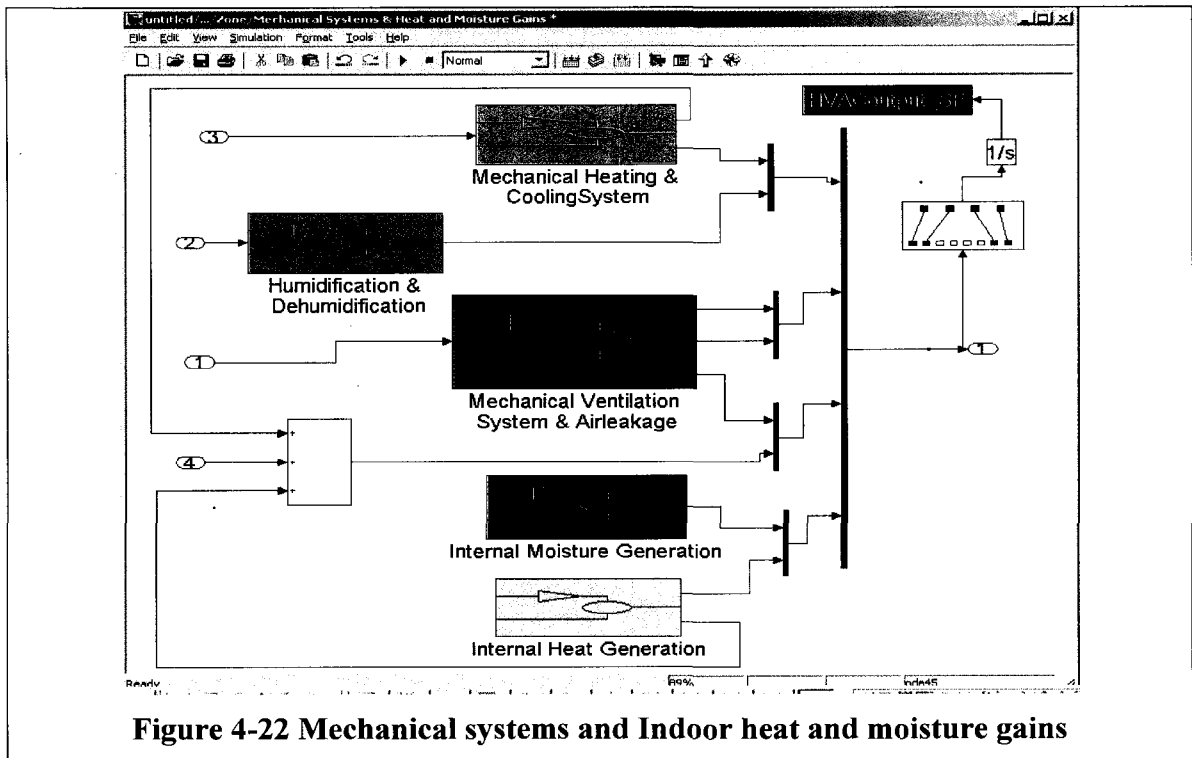 untitled/... Zone/Mechanical Systems & Heat and Moisture Gains *
File Edit View Simulation Format Tools Help
Normal
3
Mechanical Heating &
CoolingSystem
1/s
2
Humidification &
Dehumidification
1
Mechanical Ventilation
System & Airleakage
1
4
+
+
+
Internal Moisture Generation
Internal Heat Generation
Ready
89%
ode45
Figure 4-22 Mechanical systems and Indoor heat and moisture gains